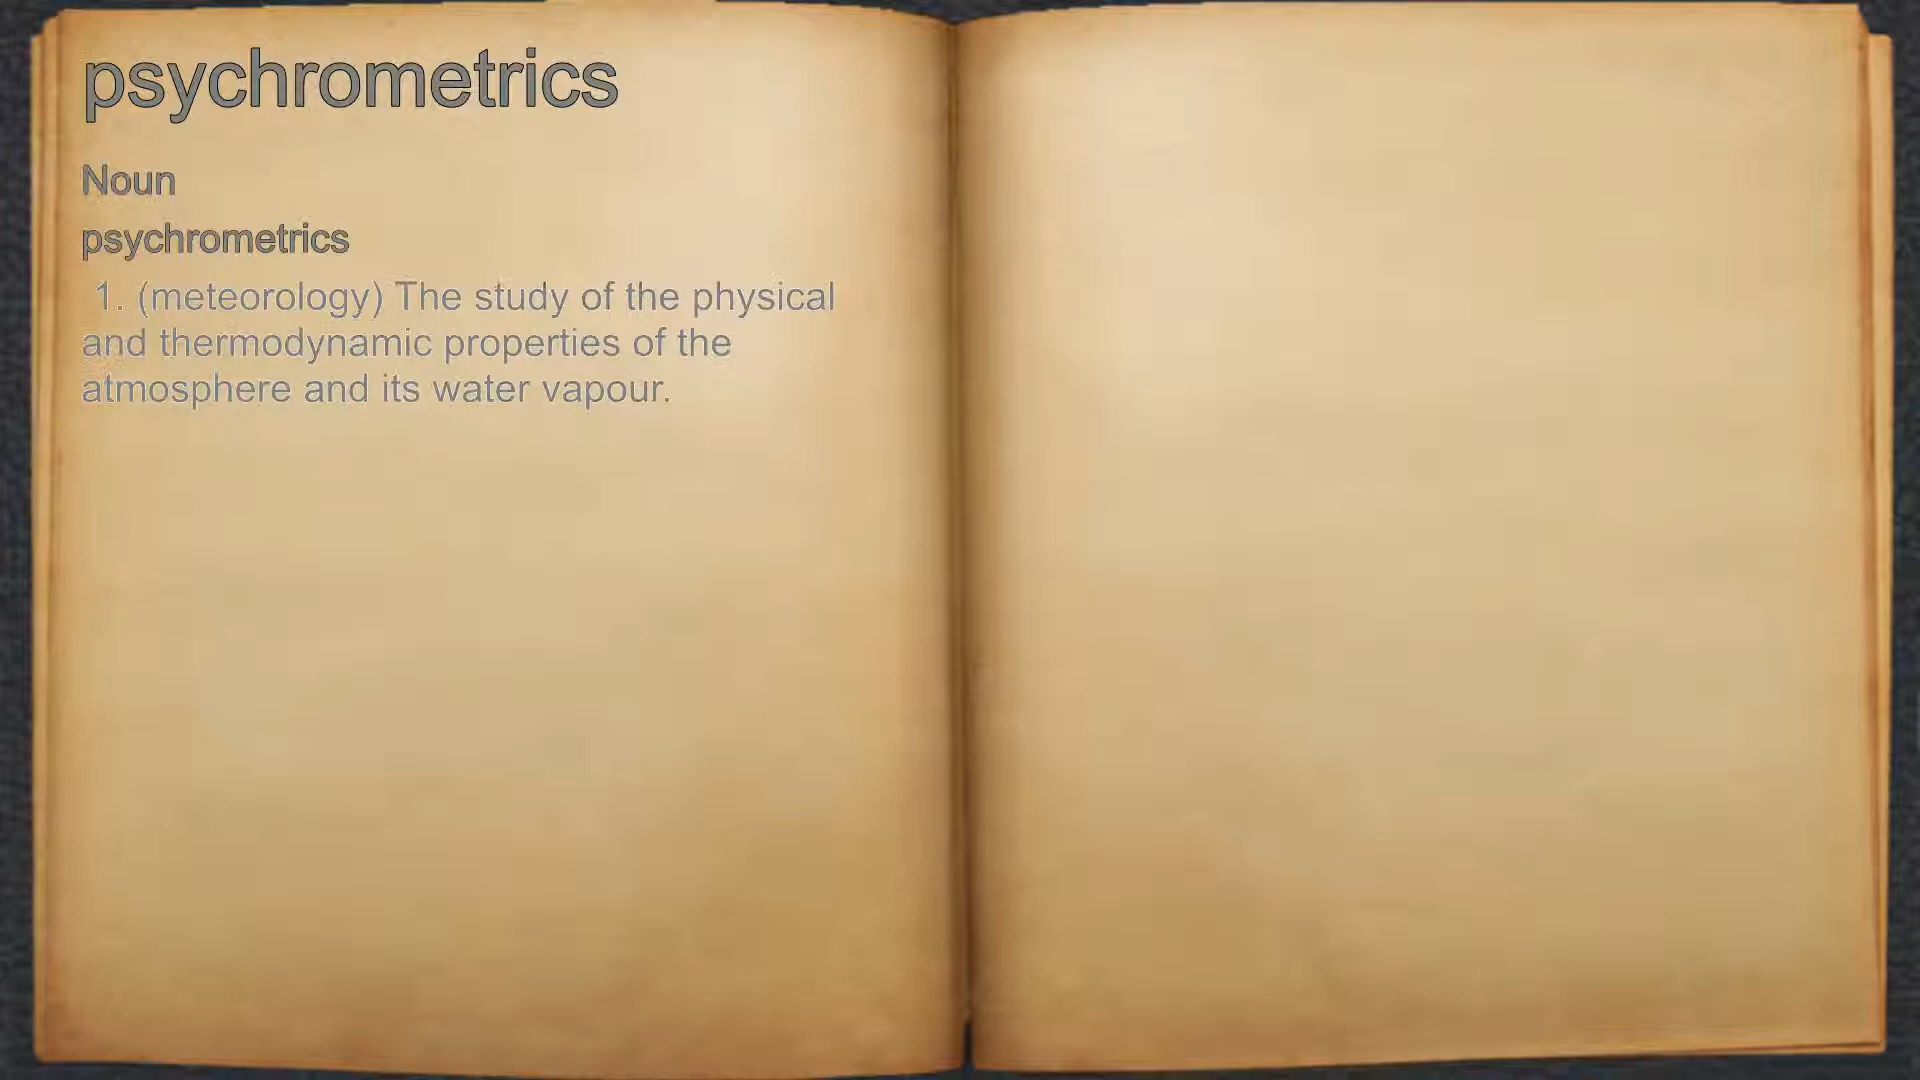 psychrometrics
Noun
psychrometrics
1. (meteorology) The study of the physical
and thermodynamic properties of the
atmosphere and its water vapour.